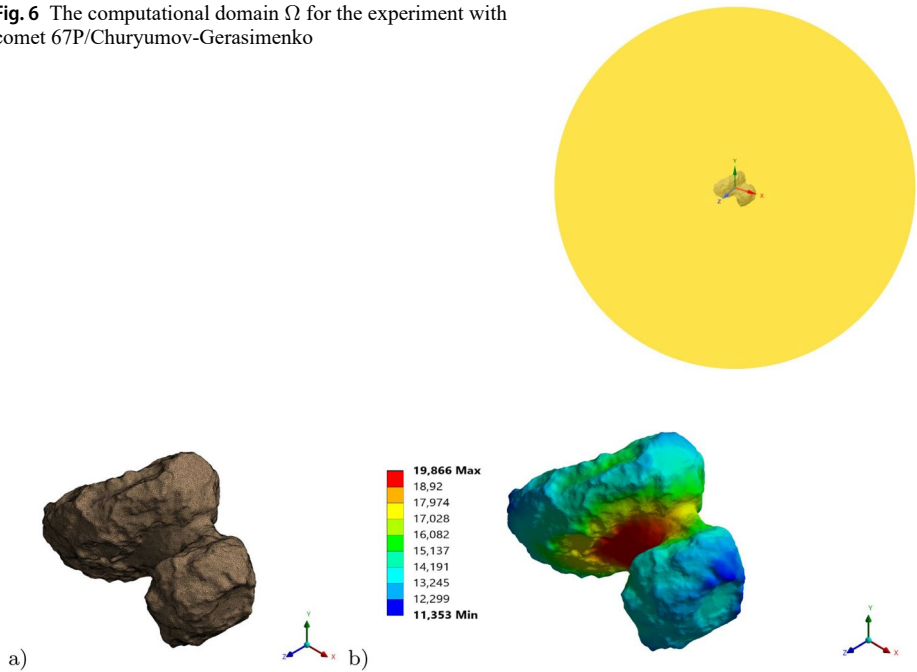 Fig. 6 The computational domain Ω for the experiment with
comet 67P/Churyumov-Gerasimenko
Y
Z
X
19,866 Max
18,92
17,974
17,028
16,082
15,137
14,191
13,245
12,299
11,353 Min
a)
Y
Z
X
b)
Y
Z
X